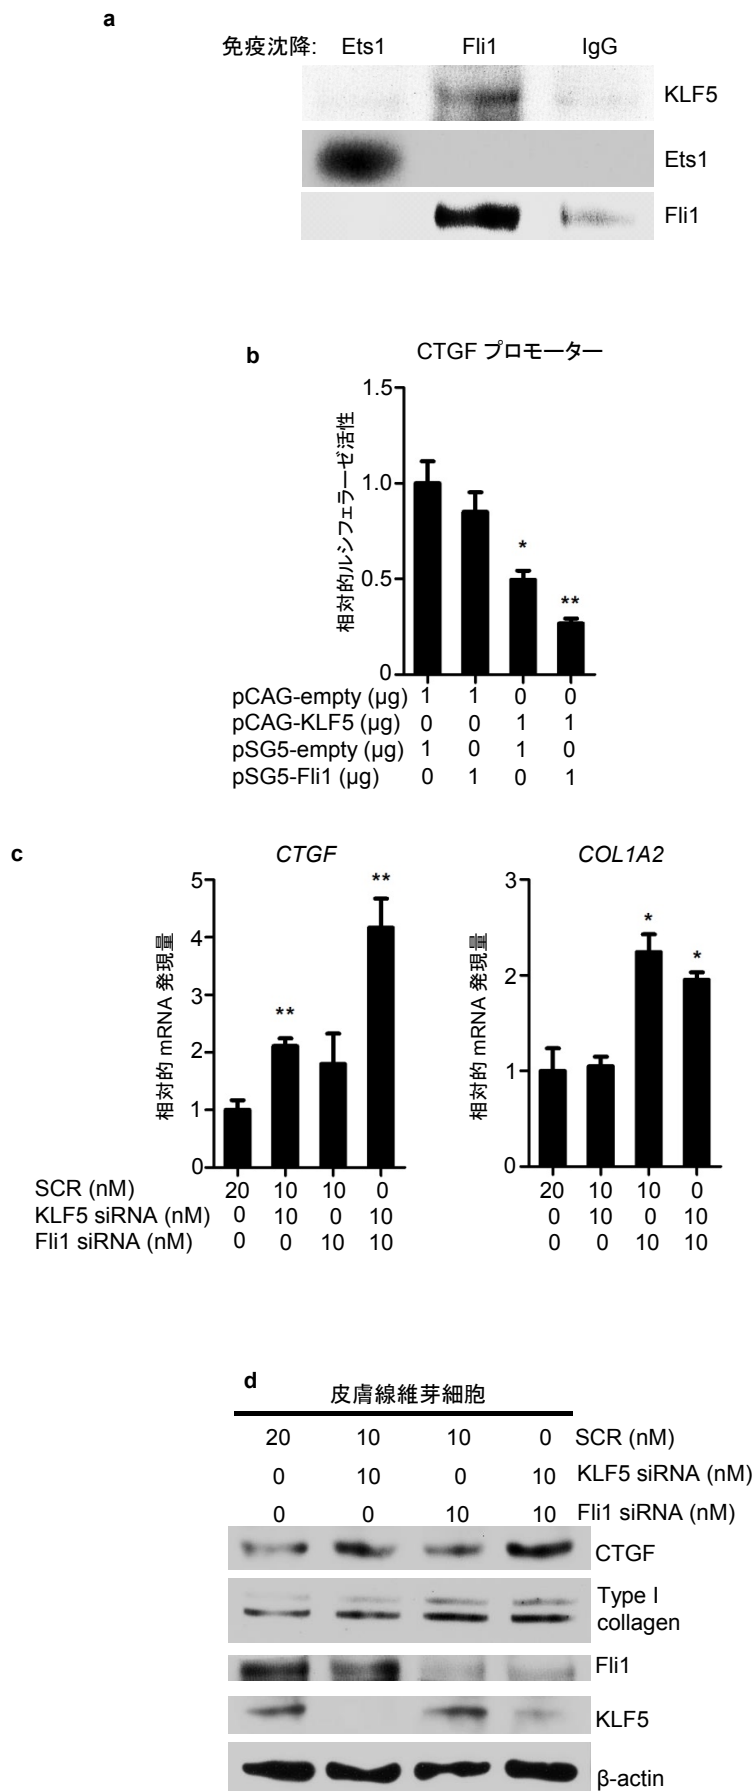 a
免疫沈降: Ets1 Fli1 IgG
KLF5
Ets1
Fli1
b
CTGF プロモーター
相対的ルシフェラーゼ活性
1.5
1.0
0.5
0
*
**
pCAG-empty (µg) 1 1 0 0
pCAG-KLF5 (µg) 0 0 1 1
pSG5-empty (µg) 1 0 1 0
pSG5-Fli1 (µg) 0 1 0 1
c
CTGF
相対的 mRNA 発現量
5
4
3
2
1
0
**
**
SCR (nM) 20 10 10 0
KLF5 siRNA (nM) 0 10 0 10
Fli1 siRNA (nM) 0 0 10 10
COL1A2
相対的 mRNA 発現量
3
2
1
0
*
*
20 10 10 0
0 10 0 10
0 0 10 10
d
皮膚線維芽細胞
20 10 10 0 SCR (nM)
0 10 0 10 KLF5 siRNA (nM)
0 0 10 10 Fli1 siRNA (nM)
CTGF
Type I
collagen
Fli1
KLF5
β-actin